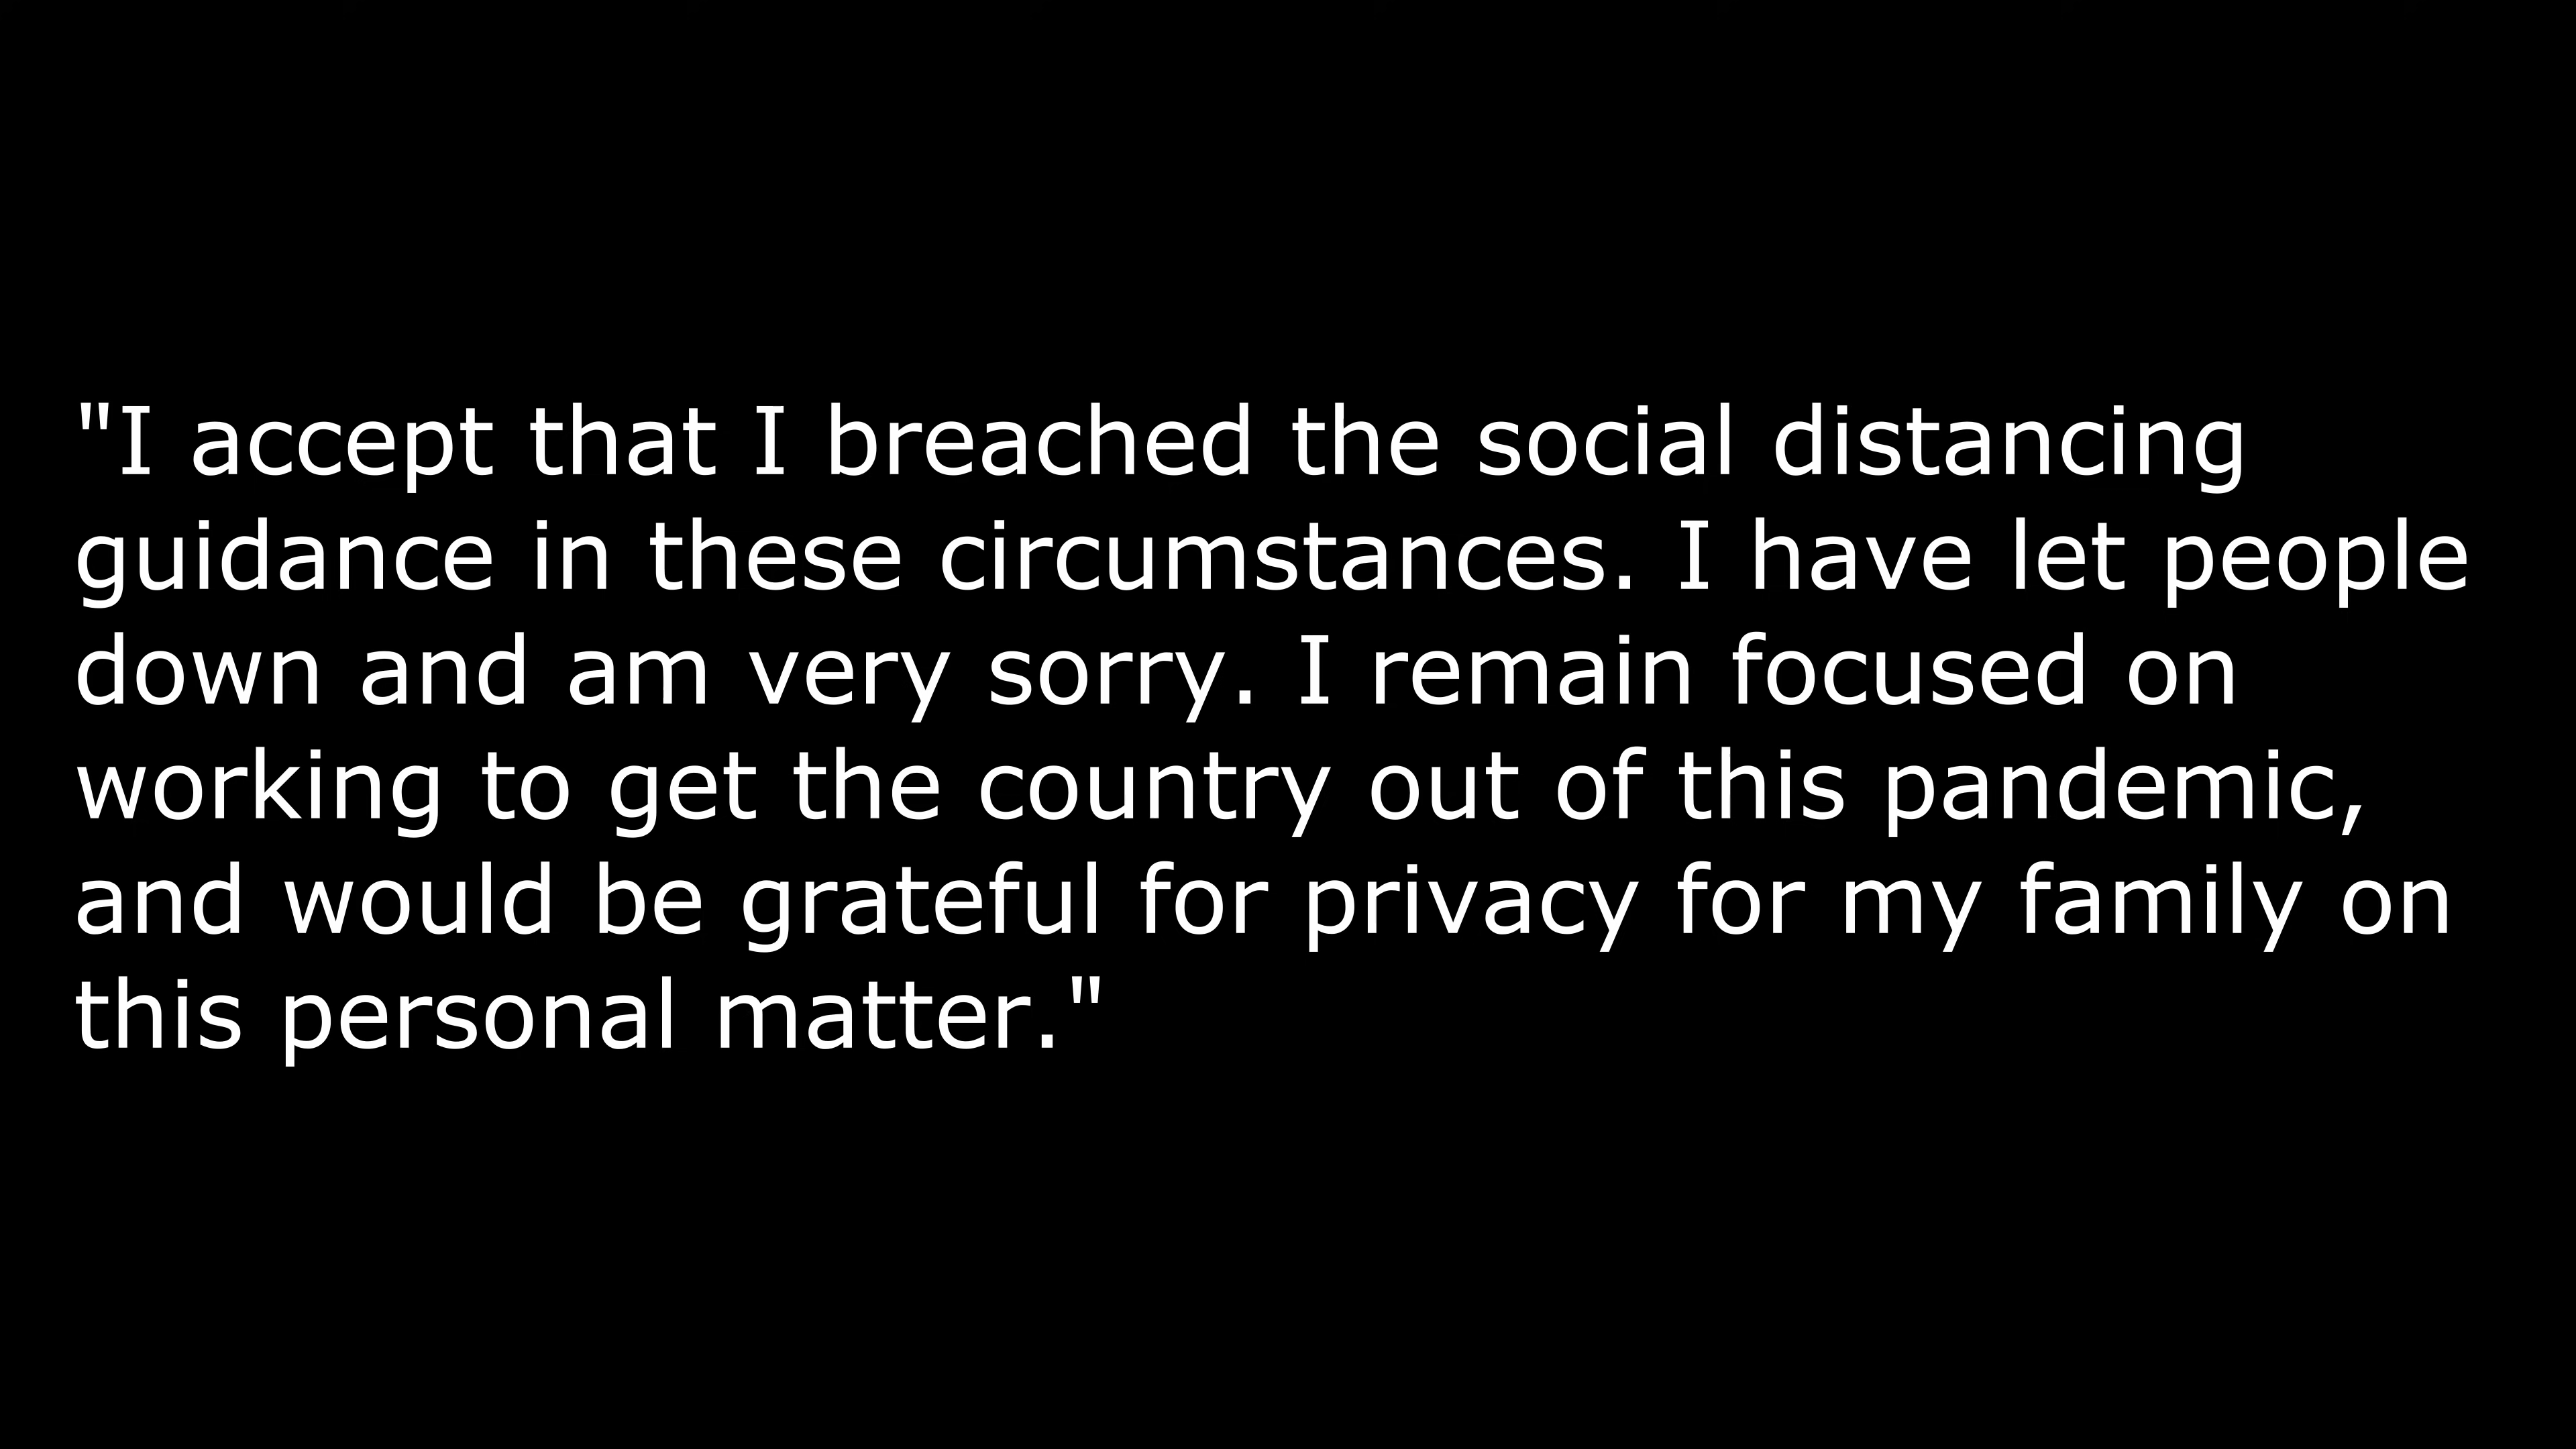 "I accept that I breached the social distancing
guidance in these circumstances. I have let people
down and am very sorry. I remain focused on
working to get the country out of this pandemic,
and would be grateful for privacy for my family on
this personal matter."